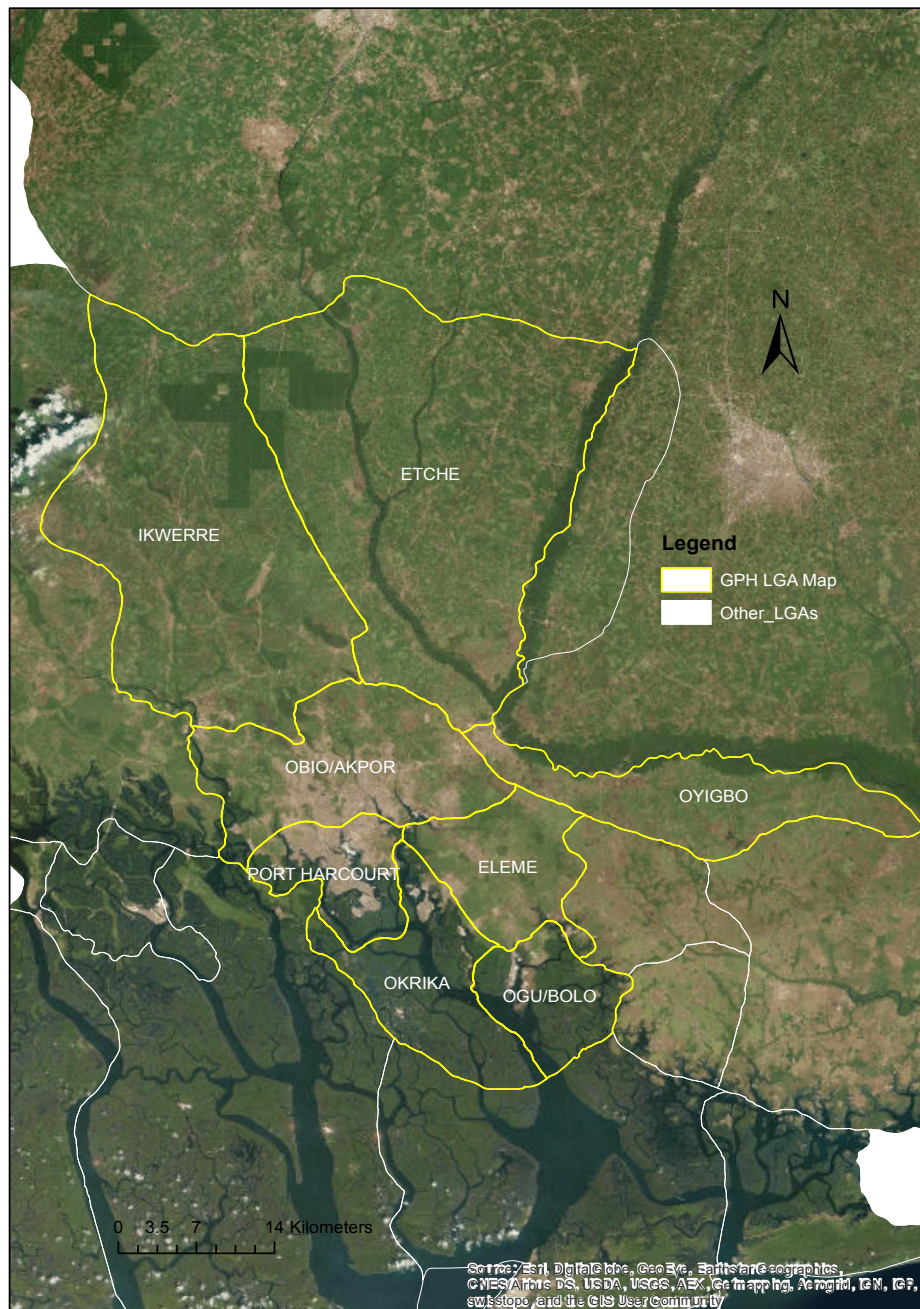 N
ETCHE
IKWERRE
Legend
GPH LGA Map
Other_LGAs
OBIO/AKPOR
OYIGBO
ELEME
PORT HARCOURT
OKRIKA
OGU/BOLO
0 3.5 7 14 Kilometers
Source: Esri, DigitalGlobe, GeoEye, Earthstar Geographics,
CNES/Airbus DS, USDA, USGS, AEX, Getmapping, Aerogrid, IGN, IGP,
swisstopo, and the GIS User Community